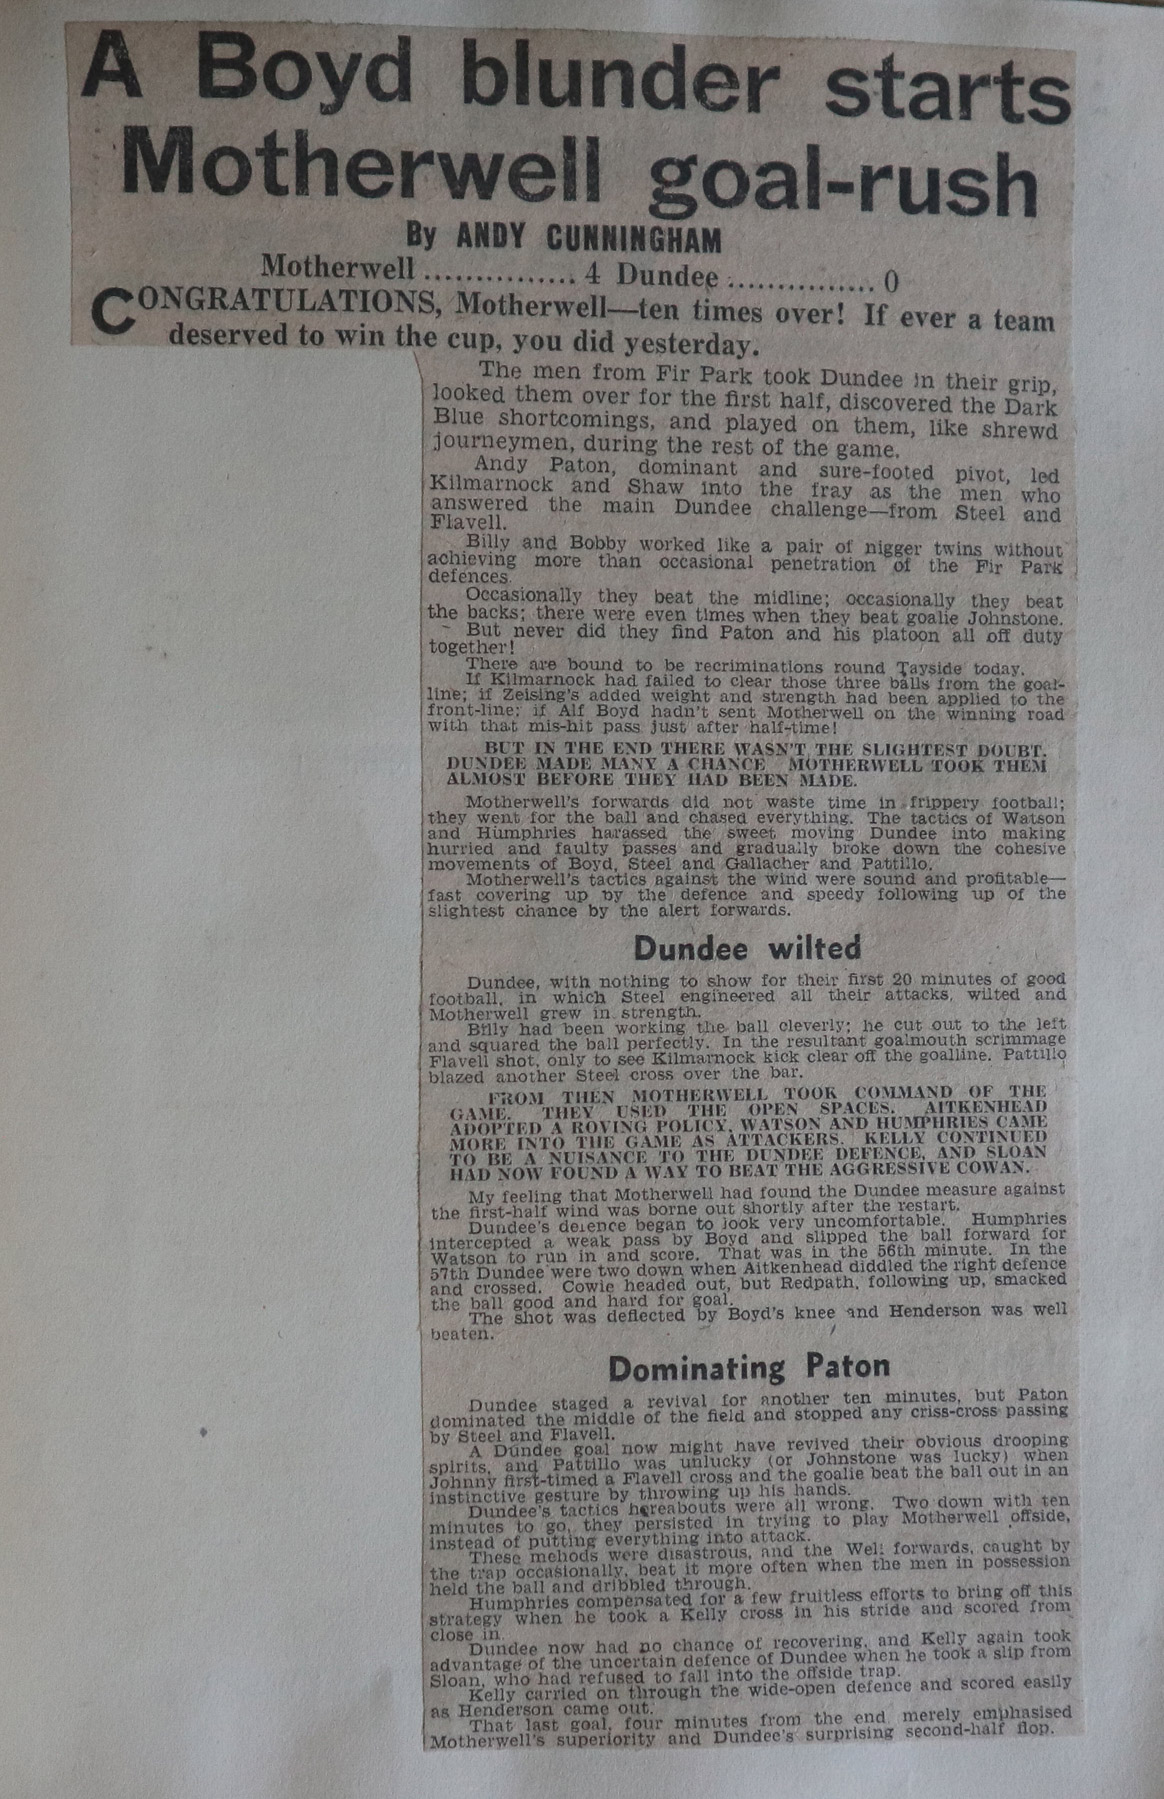 A Boyd blunder starts
Motherwell goal-rush
By ANDY CUNNINGHAM
Motherwell ............... 4 Dundee ............... 0
CONGRATULATIONS, Motherwell—ten times over! If ever a team
deserved to win the cup, you did yesterday.
The men from Fir Park took Dundee in their grip,
looked them over for the first half, discovered the Dark
Blue shortcomings, and played on them, like shrewd
journeymen, during the rest of the game.
Andy Paton, dominant and sure-footed pivot, led
Kilmarnock and Shaw into the fray as the men who
answered the main Dundee challenge—from Steel and
Flavell.
Billy and Bobby worked like a pair of nigger twins without
achieving more than occasional penetration of the Fir Park
defences.
Occasionally they beat the midline; occasionally they beat
the backs; there were even times when they beat goalie Johnstone.
But never did they find Paton and his platoon all off duty
together!
There are bound to be recriminations round Tayside today.
If Kilmarnock had failed to clear those three balls from the goal-
line; if Zeising's added weight and strength had been applied to the
front-line; if Alf Boyd hadn't sent Motherwell on the winning road
with that mis-hit pass just after half-time!
BUT IN THE END THERE WASN'T THE SLIGHTEST DOUBT.
DUNDEE MADE MANY A CHANCE MOTHERWELL TOOK THEM
ALMOST BEFORE THEY HAD BEEN MADE.
Motherwell's forwards did not waste time in frippery football;
they went for the ball and chased everything. The tactics of Watson
and Humphries harassed the sweet moving Dundee into making
hurried and faulty passes and gradually broke down the cohesive
movements of Boyd, Steel and Gallacher and Pattillo.
Motherwell's tactics against the wind were sound and profitable—
fast covering up by the defence and speedy following up of the
slightest chance by the alert forwards.
Dundee wilted
Dundee, with nothing to show for their first 20 minutes of good
football, in which Steel engineered all their attacks, wilted and
Motherwell grew in strength.
Billy had been working the ball cleverly; he cut out to the left
and squared the ball perfectly. In the resultant goalmouth scrimmage
Flavell shot, only to see Kilmarnock kick clear off the goalline. Pattillo
blazed another Steel cross over the bar.
FROM THEN MOTHERWELL TOOK COMMAND OF THE
GAME. THEY USED THE OPEN SPACES. AITKENHEAD
ADOPTED A ROVING POLICY, WATSON AND HUMPHRIES CAME
MORE INTO THE GAME AS ATTACKERS. KELLY CONTINUED
TO BE A NUISANCE TO THE DUNDEE DEFENCE, AND SLOAN
HAD NOW FOUND A WAY TO BEAT THE AGGRESSIVE COWAN.
My feeling that Motherwell had found the Dundee measure against
the first-half wind was borne out shortly after the restart.
Dundee's defence began to look very uncomfortable. Humphries
intercepted a weak pass by Boyd and slipped the ball forward for
Watson to run in and score. That was in the 56th minute. In the
57th Dundee were two down when Aitkenhead diddled the right defence
and crossed. Cowie headed out, but Redpath, following up, smacked
the ball good and hard for goal.
The shot was deflected by Boyd's knee and Henderson was well
beaten.
Dominating Paton
Dundee staged a revival for another ten minutes, but Paton
dominated the middle of the field and stopped any criss-cross passing
by Steel and Flavell.
A Dundee goal now might have revived their obvious drooping
spirits, and Pattillo was unlucky (or Johnstone was lucky) when
Johnny first-timed a Flavell cross and the goalie beat the ball out in an
instinctive gesture by throwing up his hands.
Dundee's tactics hereabouts were all wrong. Two down with ten
minutes to go, they persisted in trying to play Motherwell offside,
instead of putting everything into attack.
These mehods were disastrous, and the Well forwards, caught by
the trap occasionally, beat it more often when the men in possession
held the ball and dribbled through.
Humphries compensated for a few fruitless efforts to bring off this
strategy when he took a Kelly cross in his stride and scored from
close in.
Dundee now had no chance of recovering, and Kelly again took
advantage of the uncertain defence of Dundee when he took a slip from
Sloan, who had refused to fall into the offside trap.
Kelly carried on through the wide-open defence and scored easily
as Henderson came out.
That last goal, four minutes from the end, merely emphasised
Motherwell's superiority and Dundee's surprising second-half flop.